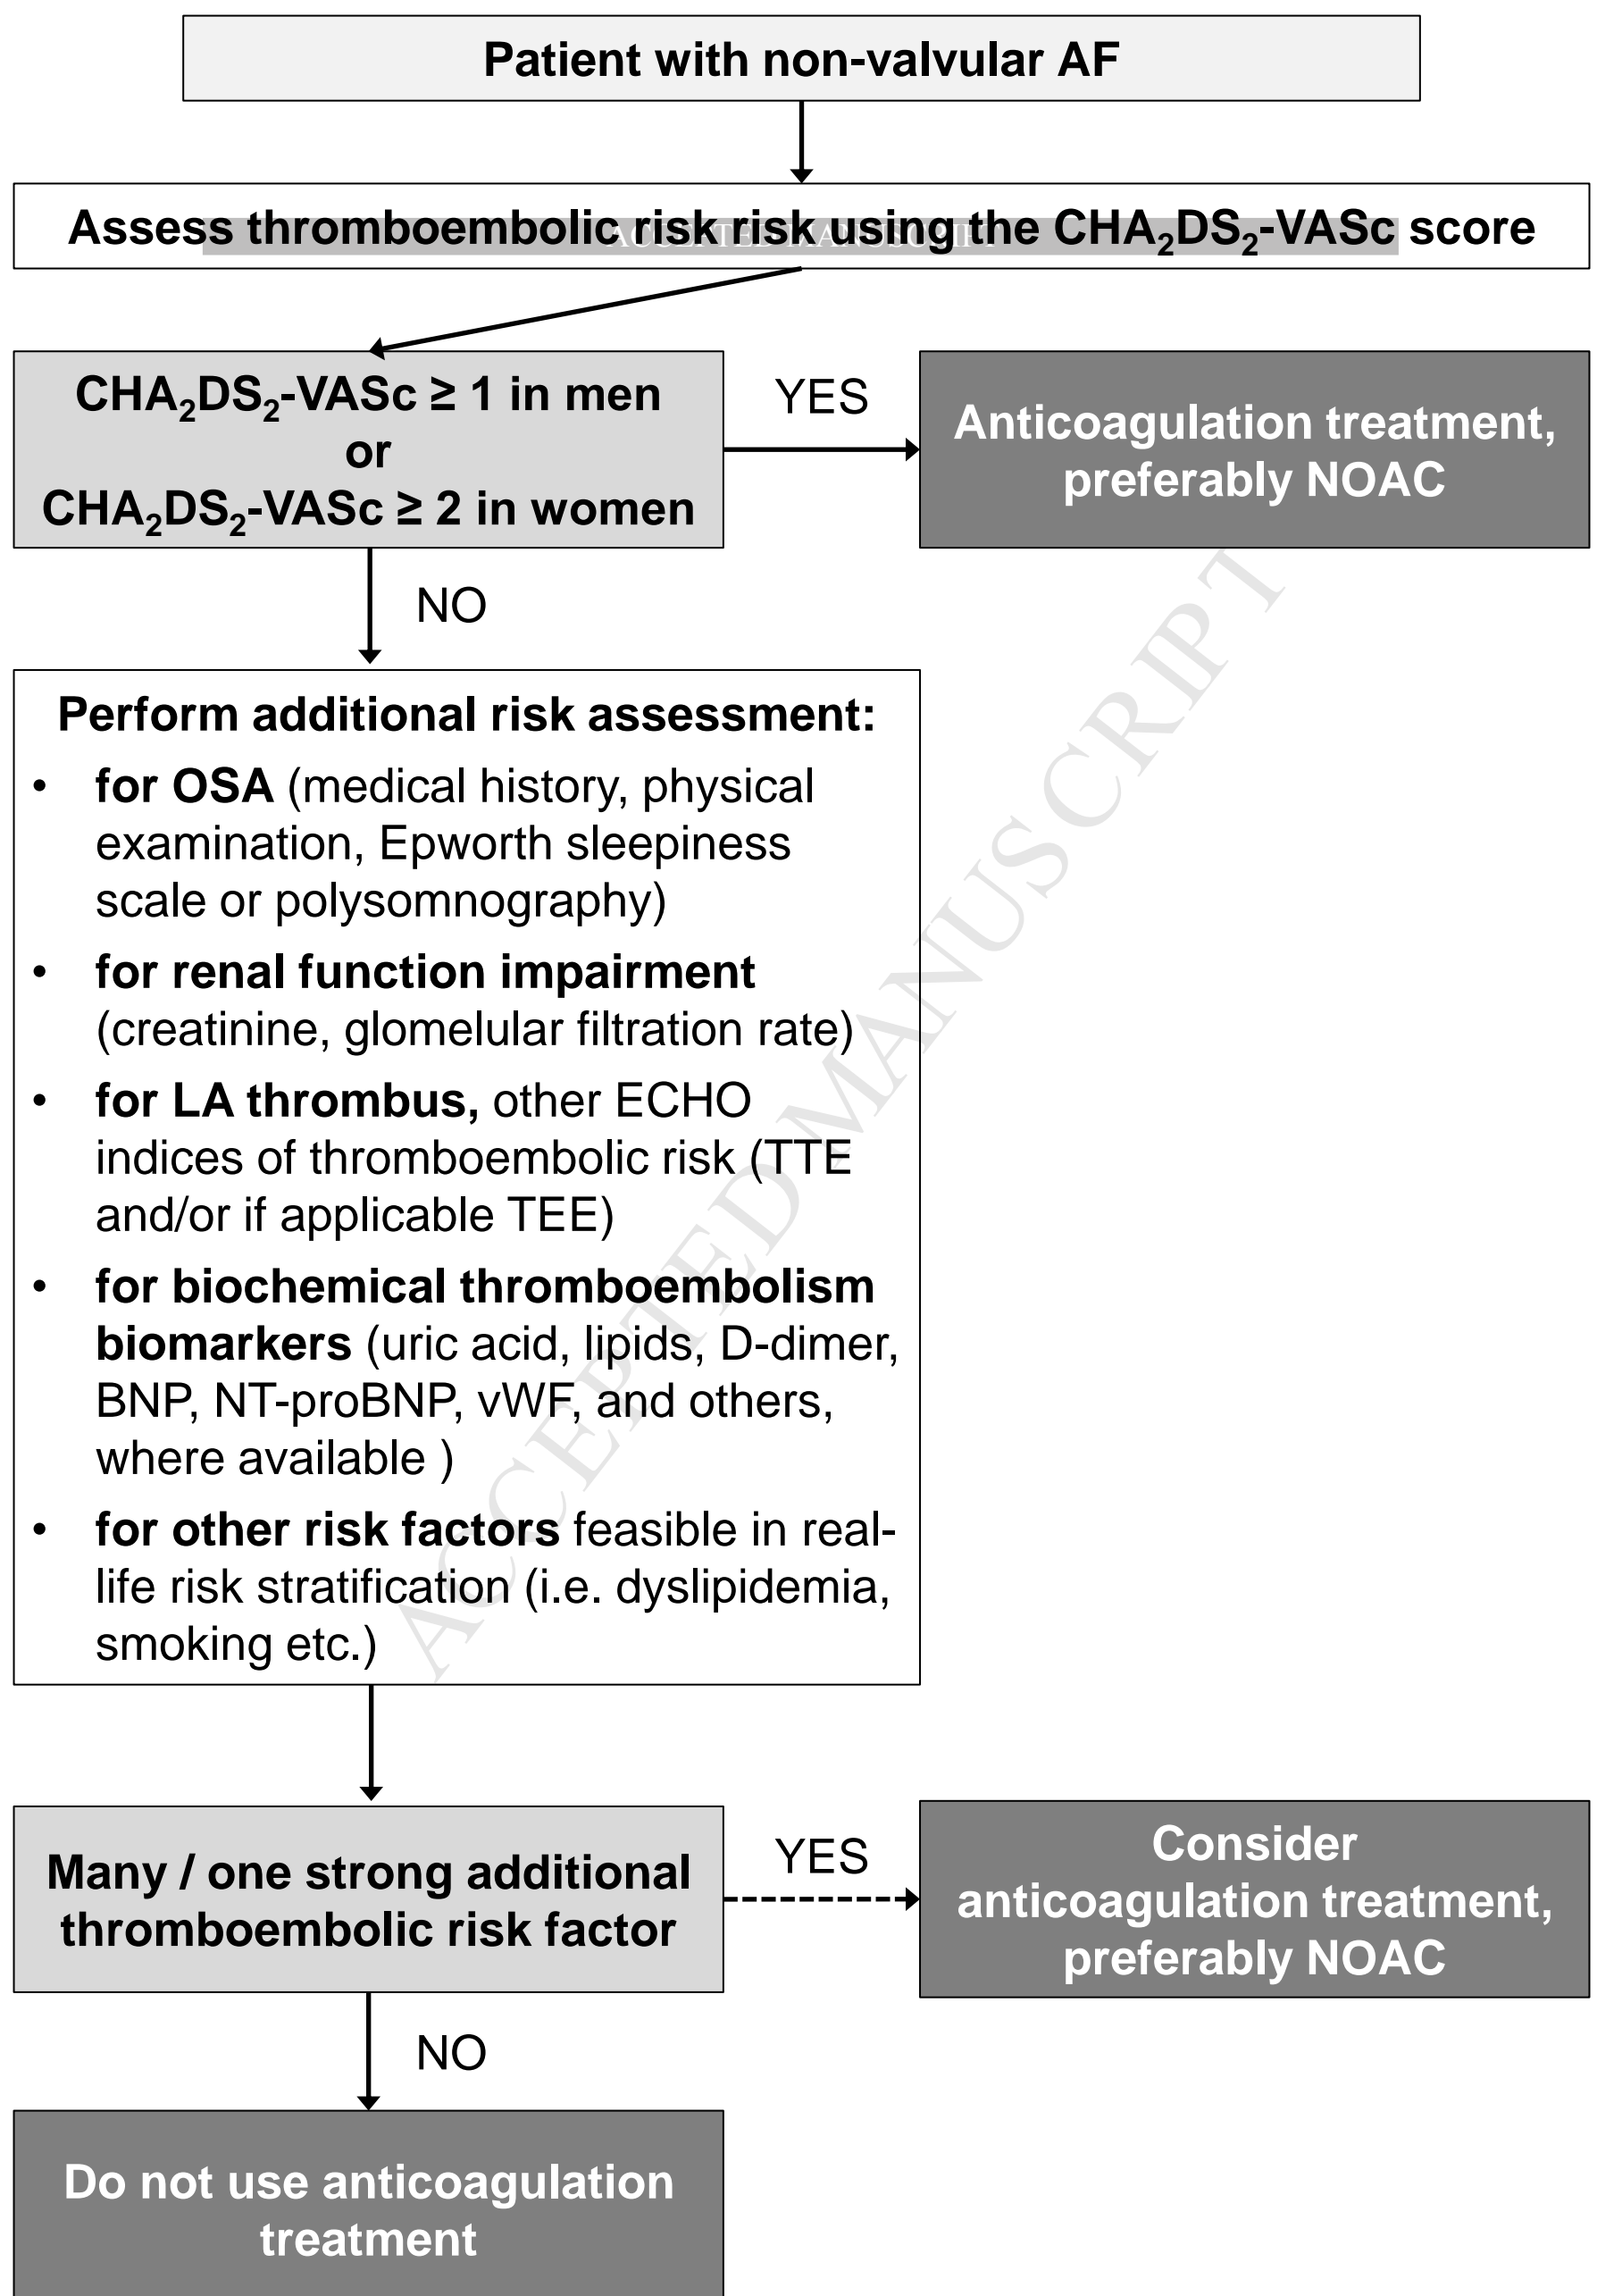 Patient with non-valvular AF
Assess thromboembolic risk risk using the CHA₂DS₂-VASc score
ACCEPTED MANUSCRIPT
CHA₂DS₂-VASc ≥ 1 in men
or
CHA₂DS₂-VASc ≥ 2 in women
YES
Anticoagulation treatment,
preferably NOAC
NO
Perform additional risk assessment:
• for OSA (medical history, physical
examination, Epworth sleepiness
scale or polysomnography)
• for renal function impairment
(creatinine, glomelular filtration rate)
• for LA thrombus, other ECHO
indices of thromboembolic risk (TTE
and/or if applicable TEE)
• for biochemical thromboembolism
biomarkers (uric acid, lipids, D-dimer,
BNP, NT-proBNP, vWF, and others,
where available )
• for other risk factors feasible in real-
life risk stratification (i.e. dyslipidemia,
smoking etc.)
ACCEPTED MANUSCRIPT
Many / one strong additional
thromboembolic risk factor
YES
Consider
anticoagulation treatment,
preferably NOAC
NO
Do not use anticoagulation
treatment